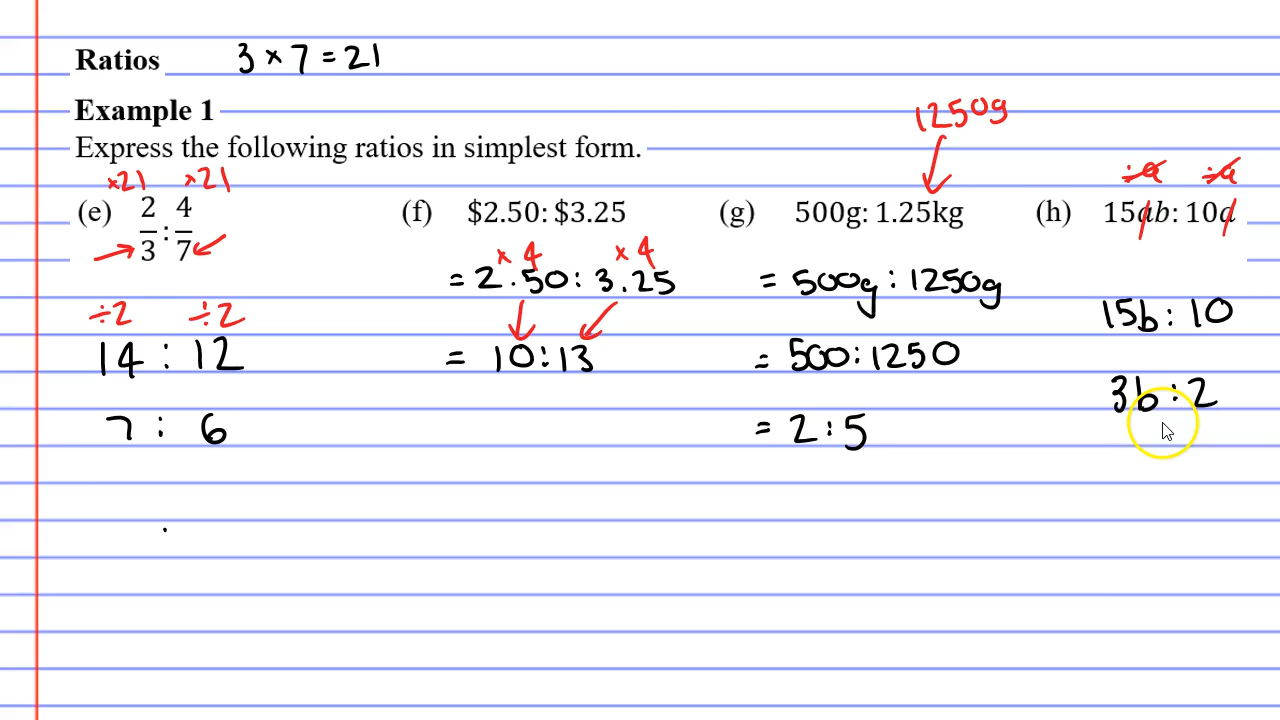 Ratios 3 × 7 = 21
Example 1
1250g
Express the following ratios in simplest form.
×21 ×21
(e) 2/3 : 4/7
÷2 ÷2
14 : 12
7 : 6
(f) $2.50: $3.25
×4 ×4
= 2.50 : 3.25
= 10 : 13
(g) 500g: 1.25kg
= 500g : 1250g
= 500 : 1250
= 2 : 5
÷a ÷a
(h) 15ab: 10a
15b : 10
3b : 2